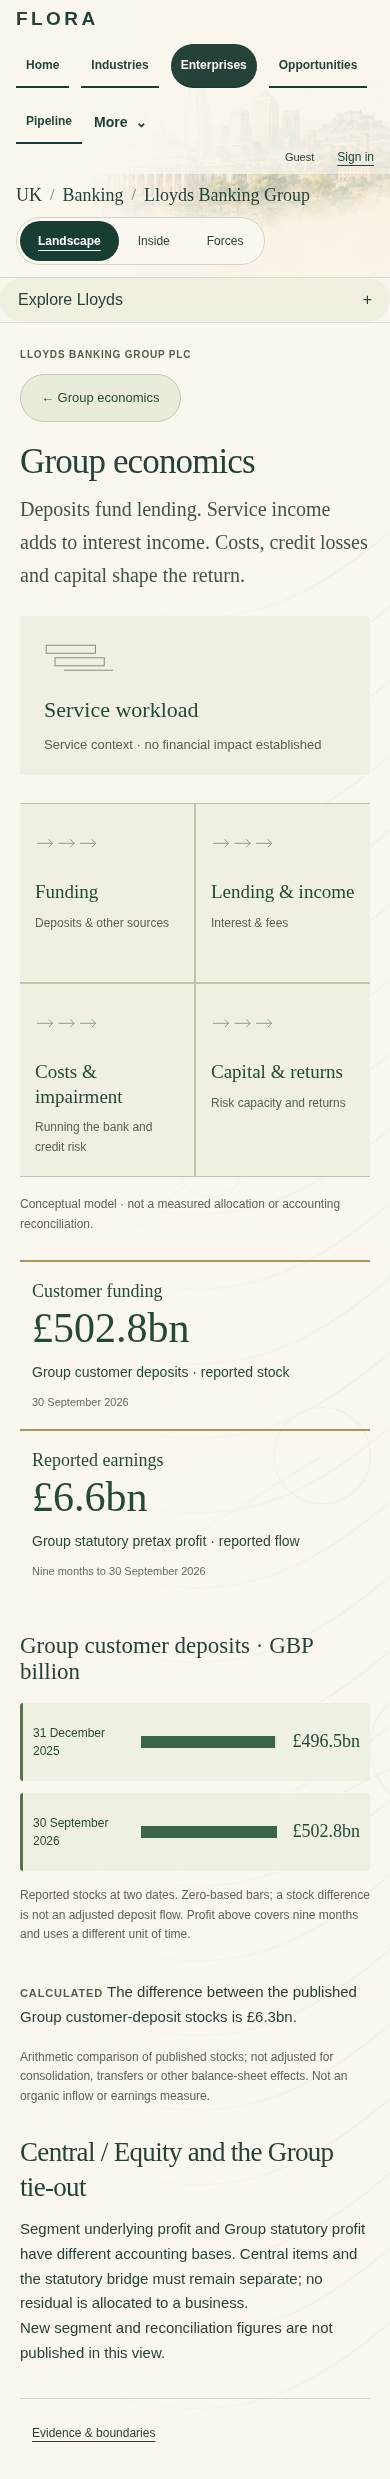 FLORA
Home Industries Enterprises Opportunities
Pipeline More ⌄
Guest Sign in
UK / Banking / Lloyds Banking Group
Landscape Inside Forces
Explore Lloyds +
LLOYDS BANKING GROUP PLC
← Group economics
Group economics
Deposits fund lending. Service income
adds to interest income. Costs, credit losses
and capital shape the return.
Service workload
Service context · no financial impact established
Funding
Deposits & other sources
Lending & income
Interest & fees
Costs &
impairment
Running the bank and
credit risk
Capital & returns
Risk capacity and returns
Conceptual model · not a measured allocation or accounting
reconciliation.
Customer funding
£502.8bn
Group customer deposits · reported stock
30 September 2026
Reported earnings
£6.6bn
Group statutory pretax profit · reported flow
Nine months to 30 September 2026
Group customer deposits · GBP
billion
31 December
2025
£496.5bn
30 September
2026
£502.8bn
Reported stocks at two dates. Zero-based bars; a stock difference
is not an adjusted deposit flow. Profit above covers nine months
and uses a different unit of time.
CALCULATED The difference between the published
Group customer-deposit stocks is £6.3bn.
Arithmetic comparison of published stocks; not adjusted for
consolidation, transfers or other balance-sheet effects. Not an
organic inflow or earnings measure.
Central / Equity and the Group
tie-out
Segment underlying profit and Group statutory profit
have different accounting bases. Central items and
the statutory bridge must remain separate; no
residual is allocated to a business.
New segment and reconciliation figures are not
published in this view.
Evidence & boundaries